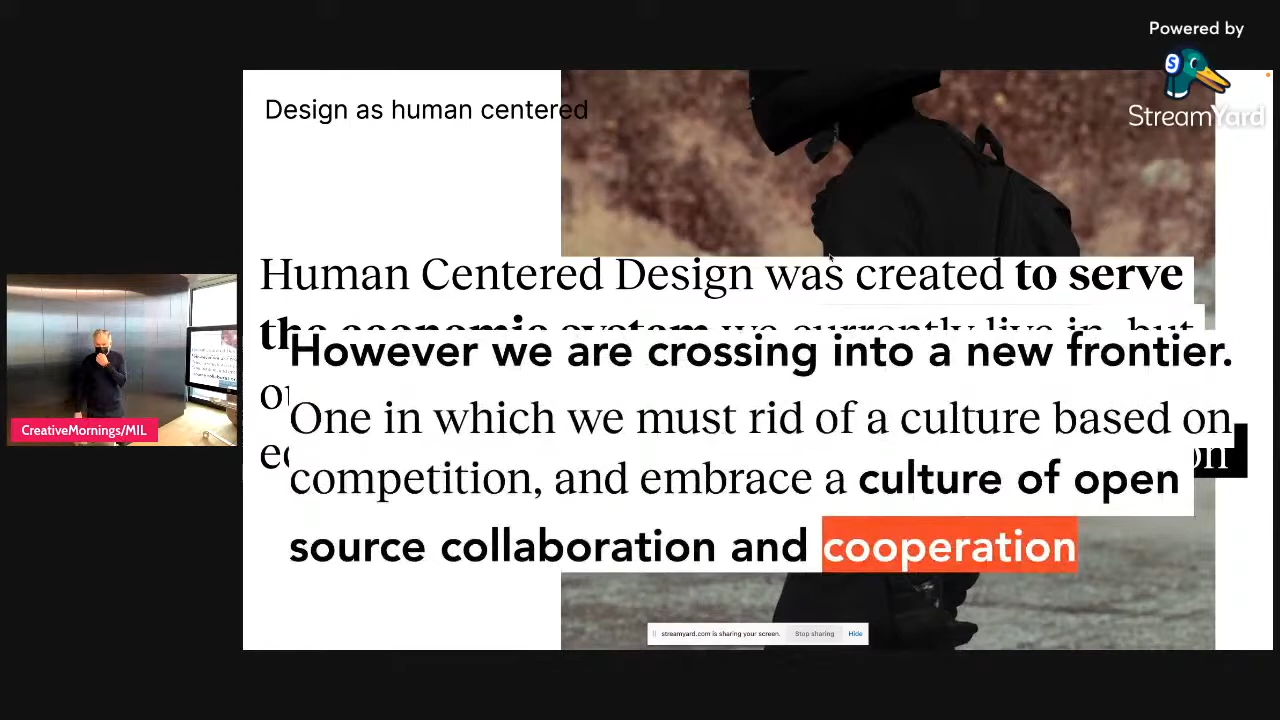 Powered by
StreamYard
Design as human centered
Human Centered Design was created to serve
the economic system we currently live in, but
However we are crossing into a new frontier.
One in which we must rid of a culture based on
competition, and embrace a culture of open
source collaboration and cooperation
CreativeMornings/MIL
streamyard.com is sharing your screen. Stop sharing Hide